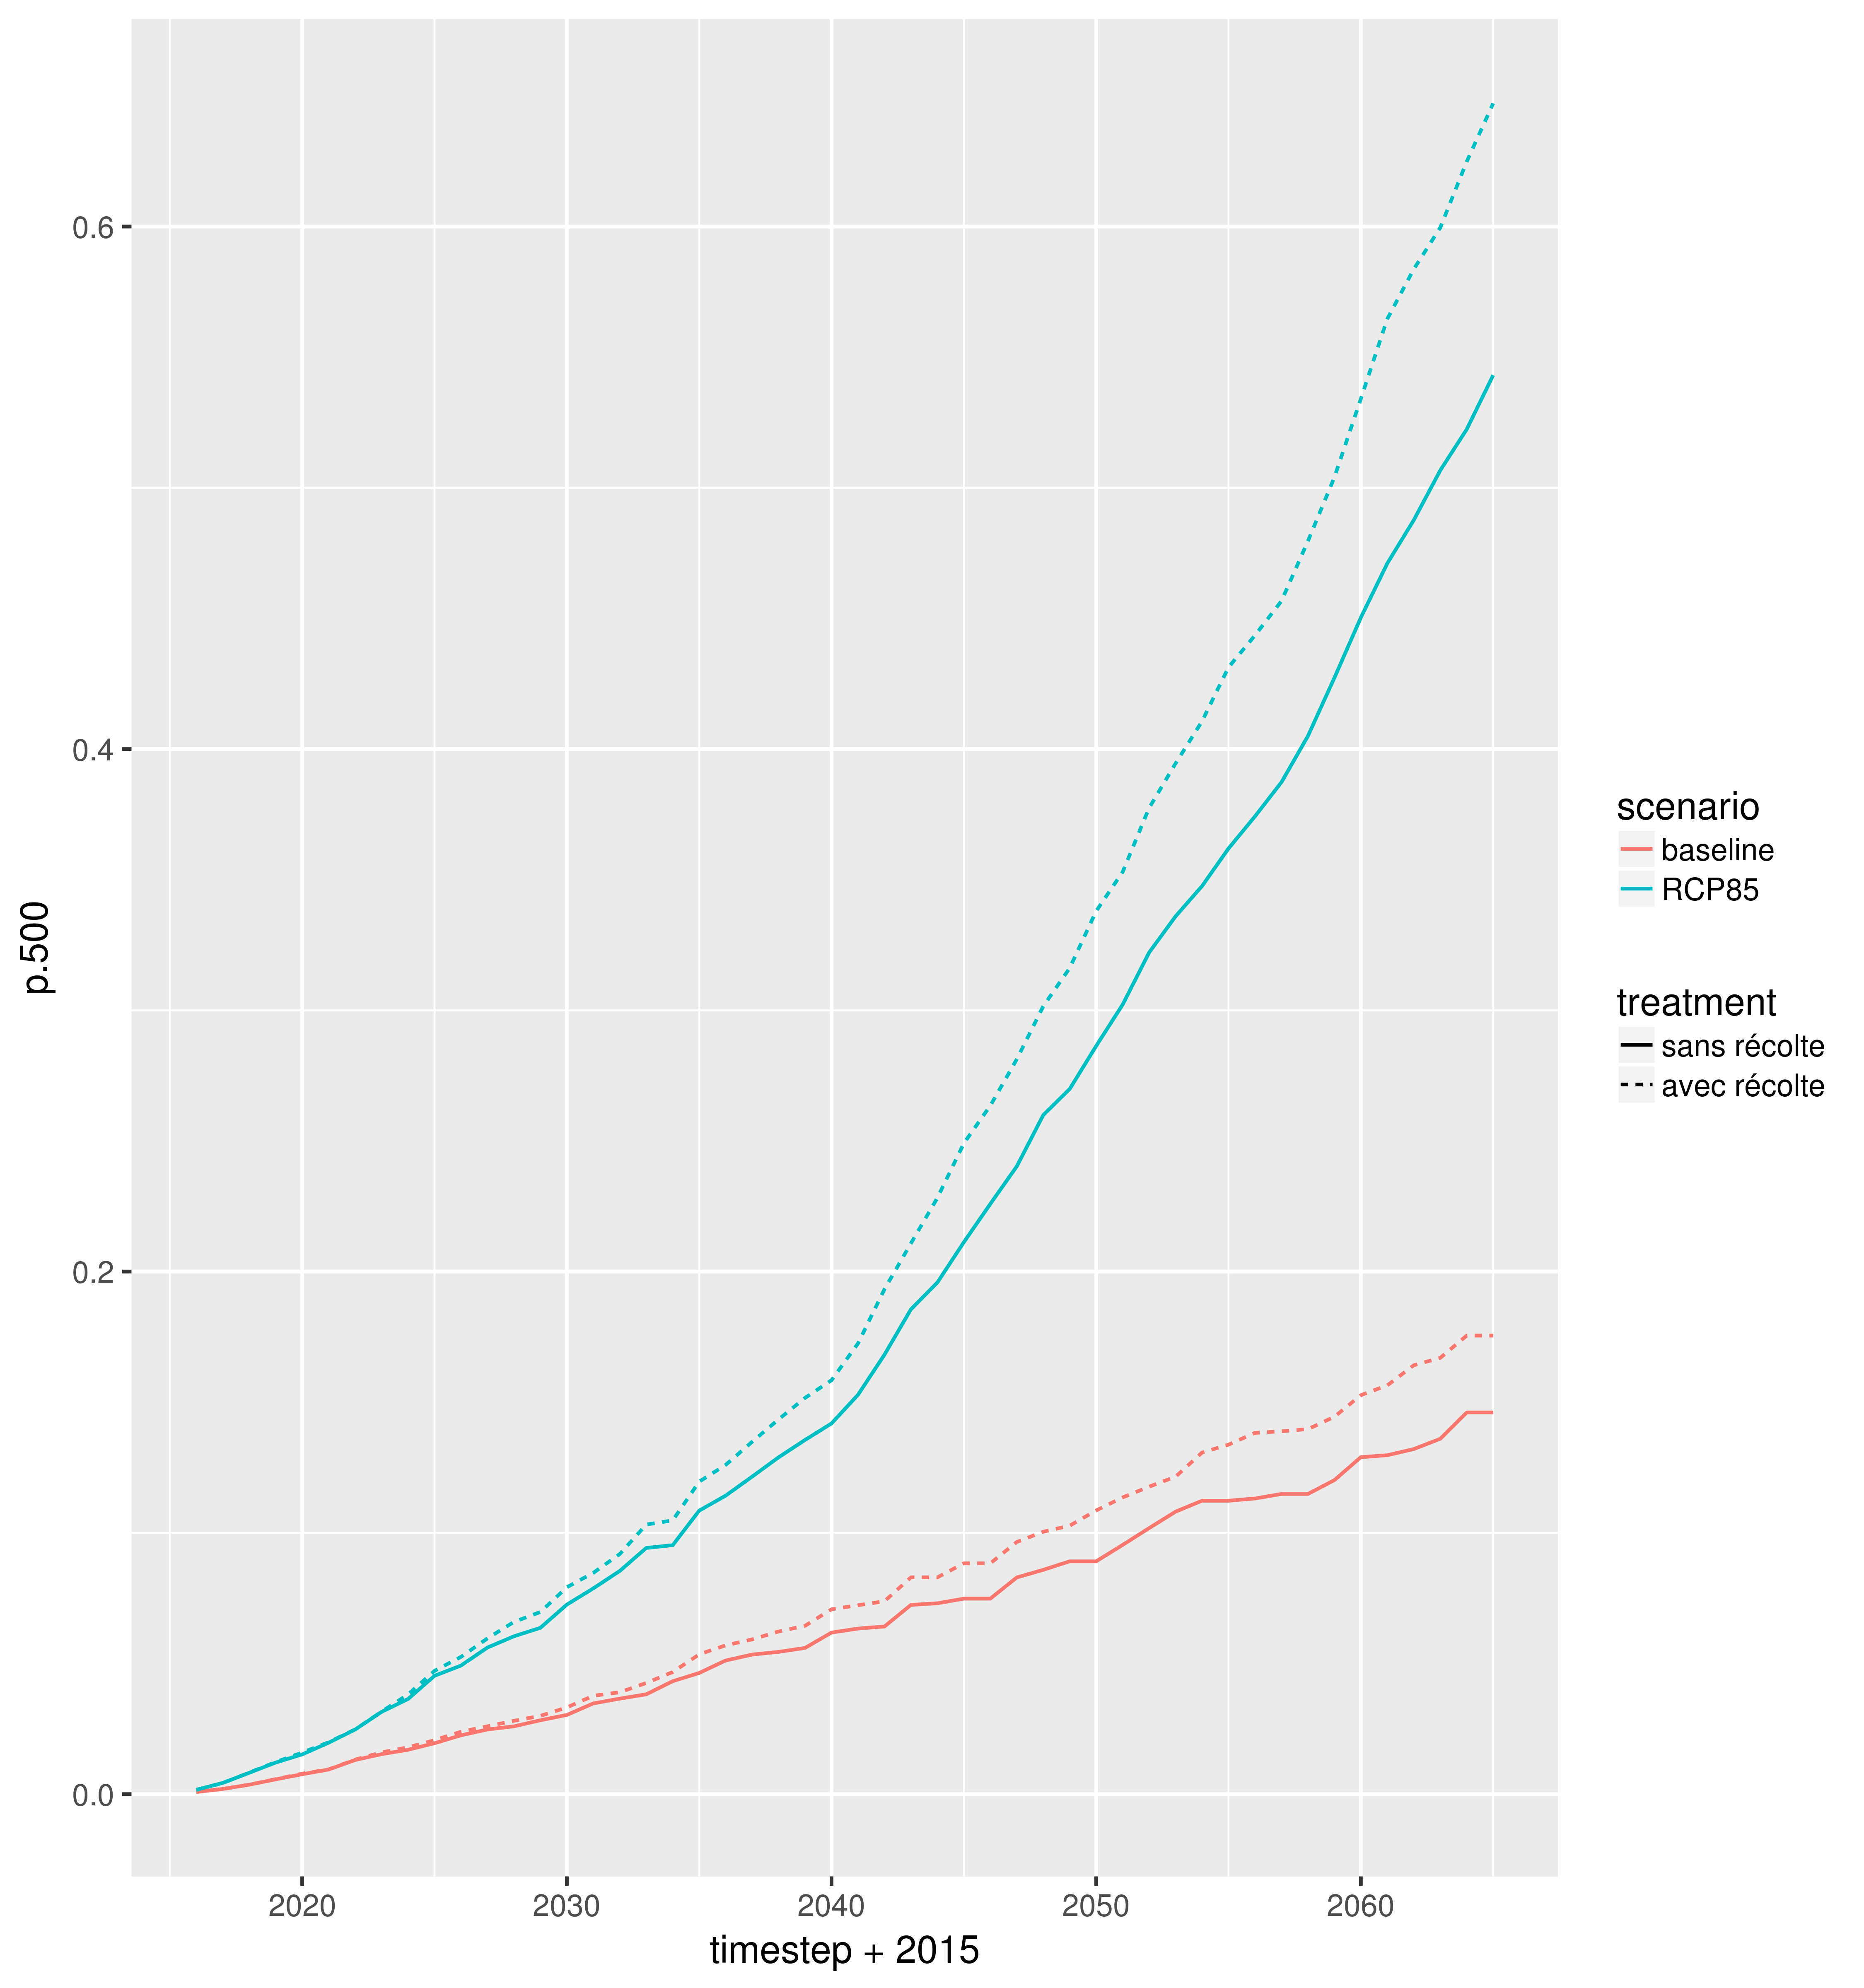 p.500
0.6
0.4
0.2
0.0
2020 2030 2040 2050 2060
timestep + 2015
scenario
baseline
RCP85
treatment
sans récolte
avec récolte